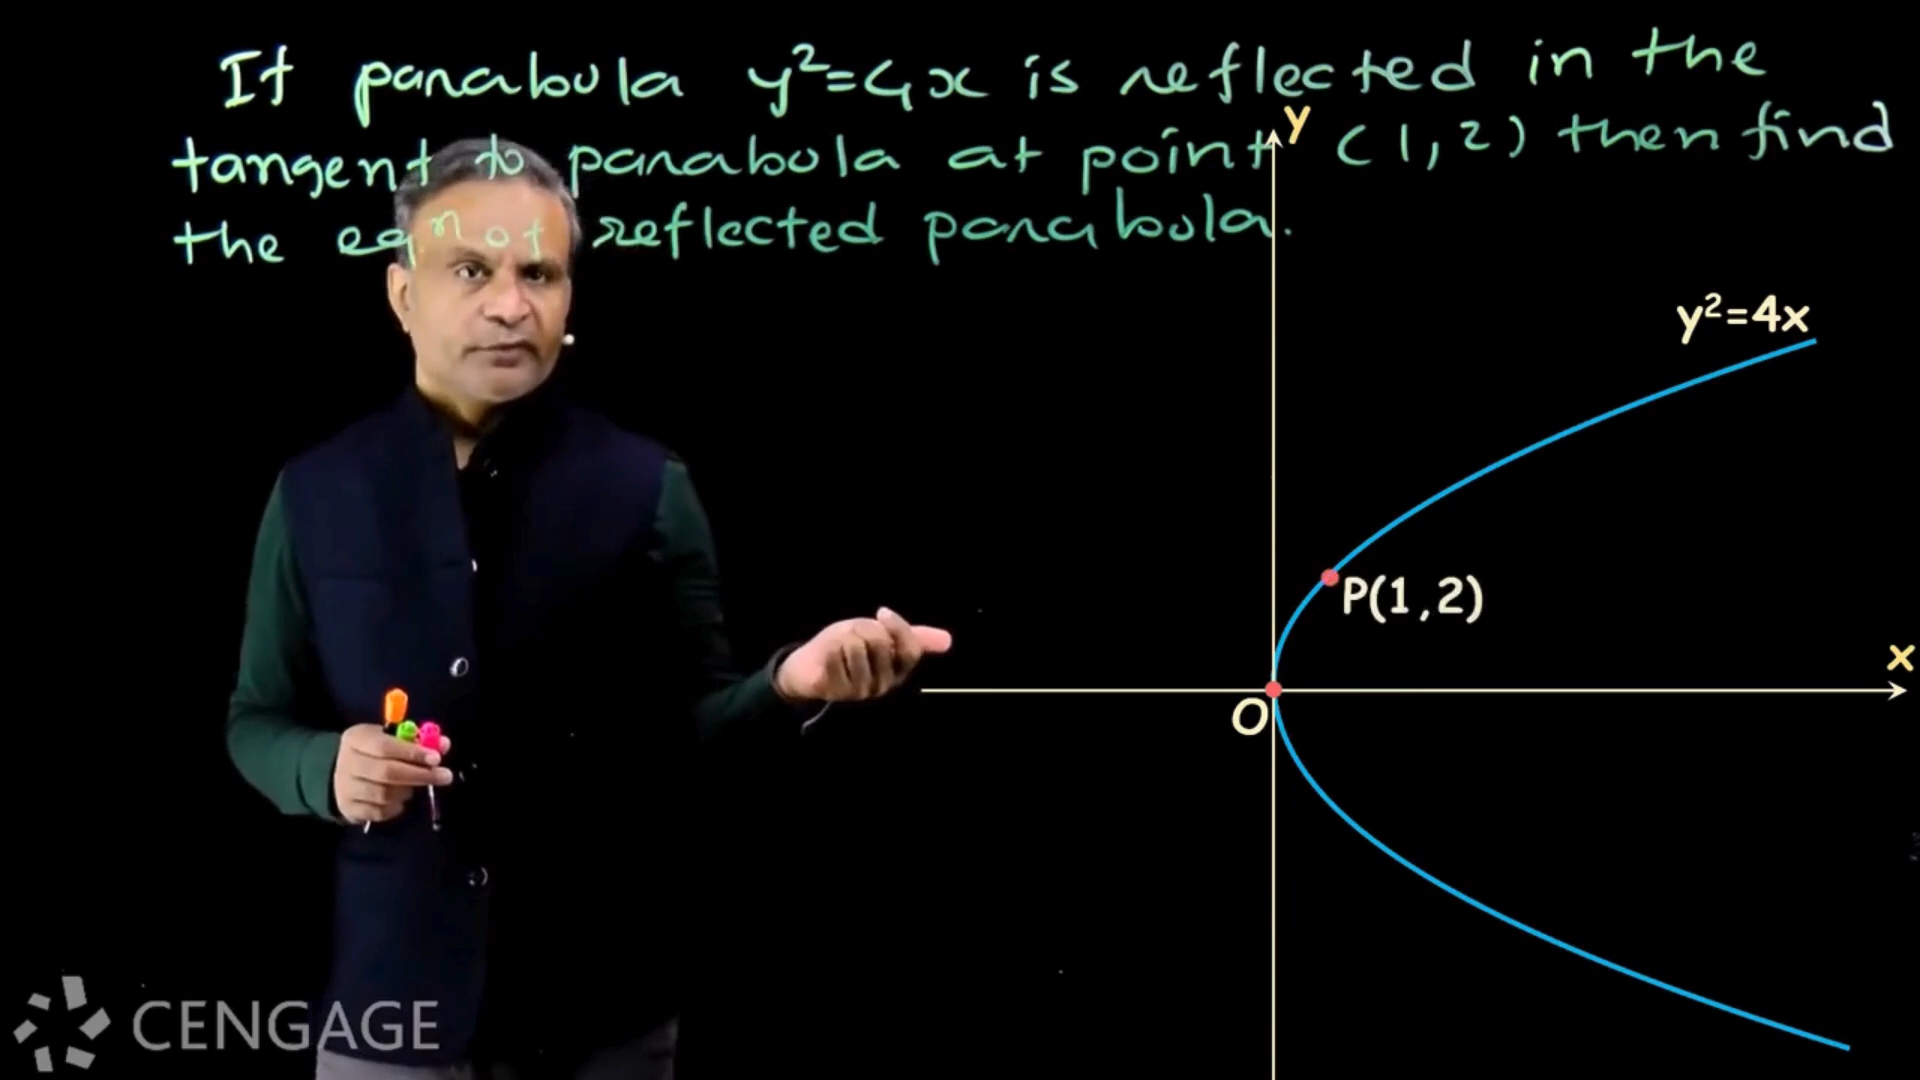 If parabola y²=4x is reflected in the
tangent to parabola at point (1,2) then find
the eqⁿ of reflected parabola.
y
y²=4x
P(1,2)
x
O
CENGAGE